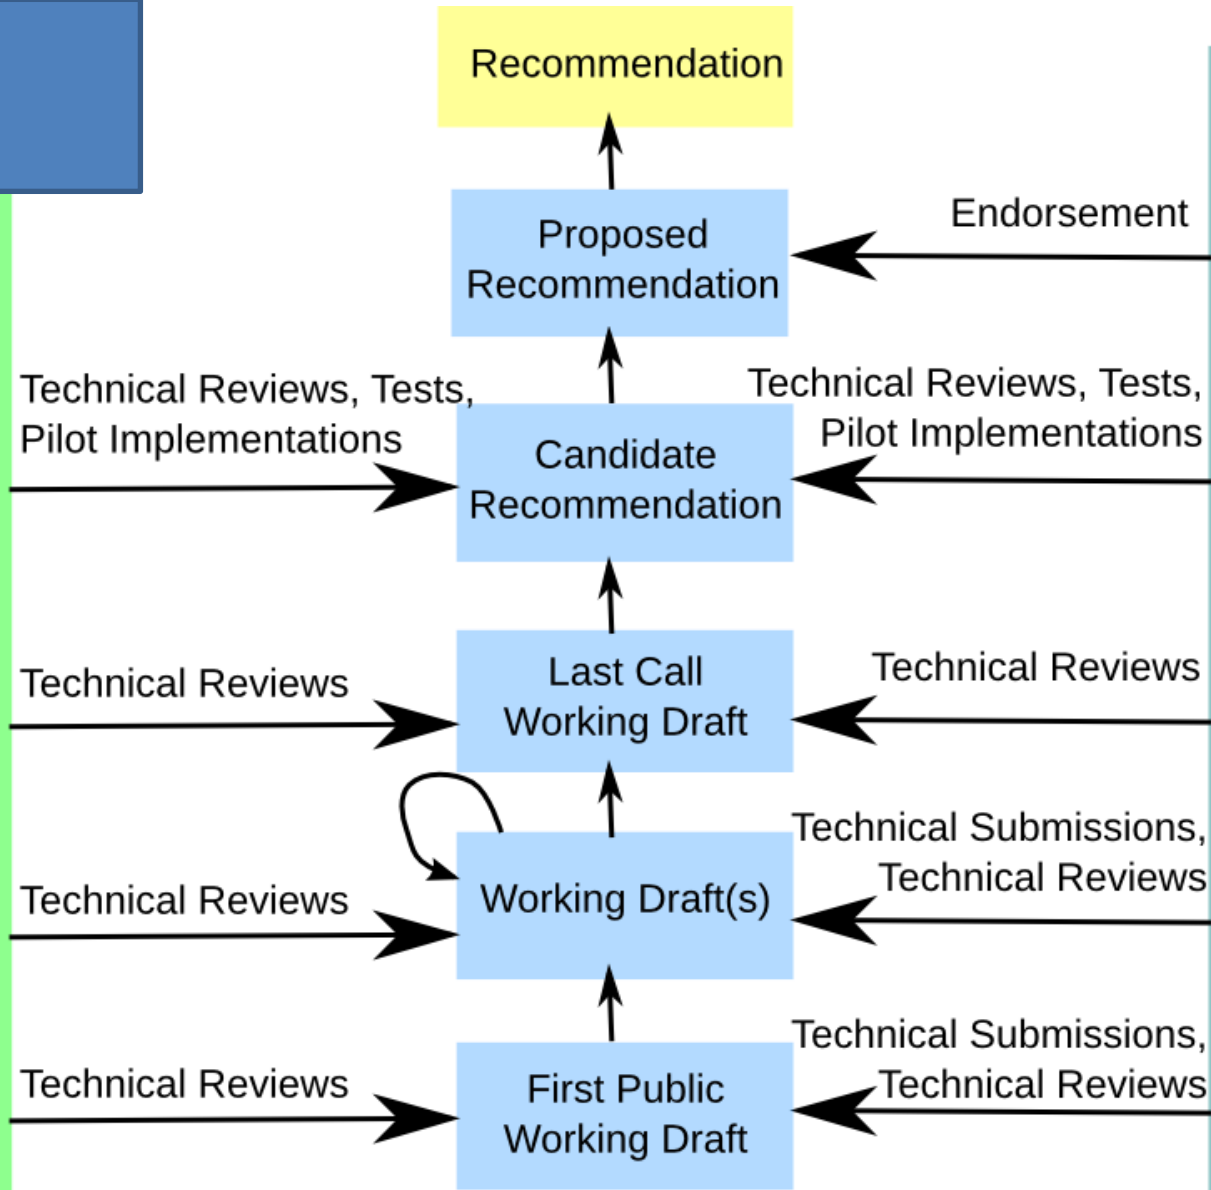 Recommendation
Proposed
Recommendation
Endorsement
Technical Reviews, Tests,
Pilot Implementations
Candidate
Recommendation
Technical Reviews, Tests,
Pilot Implementations
Technical Reviews
Last Call
Working Draft
Technical Reviews
Technical Reviews
Working Draft(s)
Technical Submissions,
Technical Reviews
Technical Reviews
First Public
Working Draft
Technical Submissions,
Technical Reviews